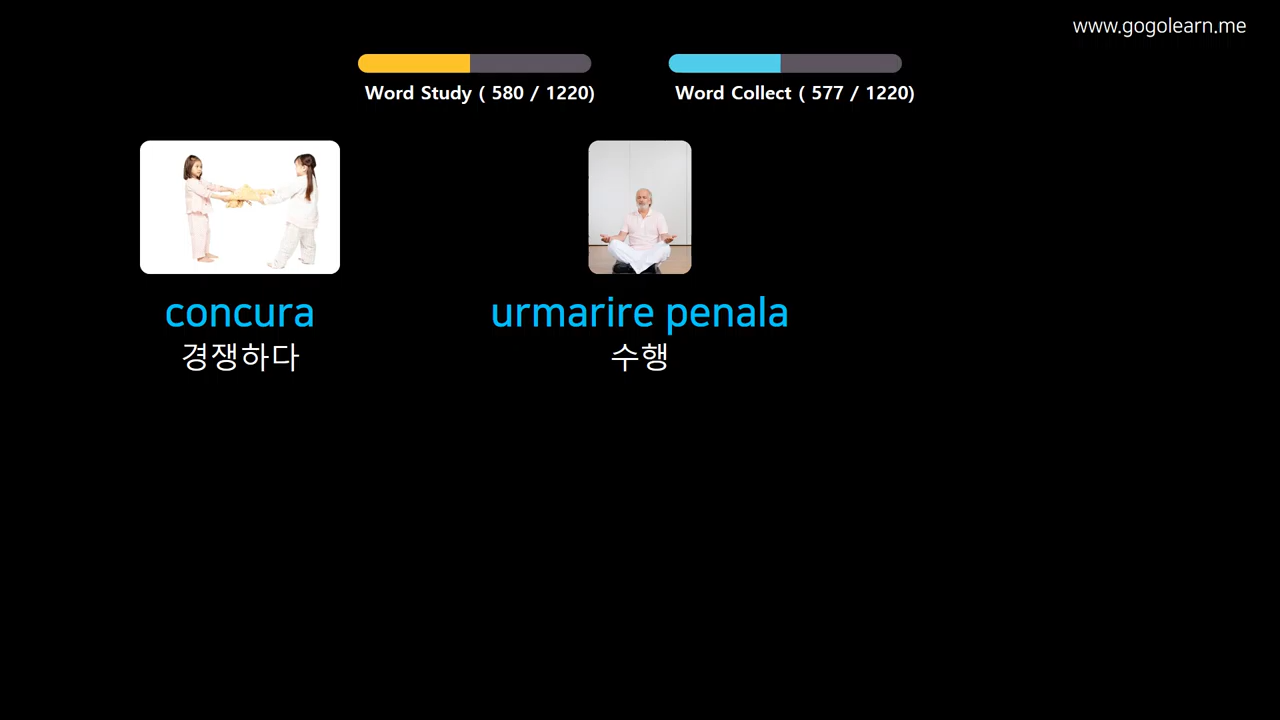 www.gogolearn.me
Word Study ( 580 / 1220)
Word Collect ( 577 / 1220)
concura
경쟁하다
urmarire penala
수행